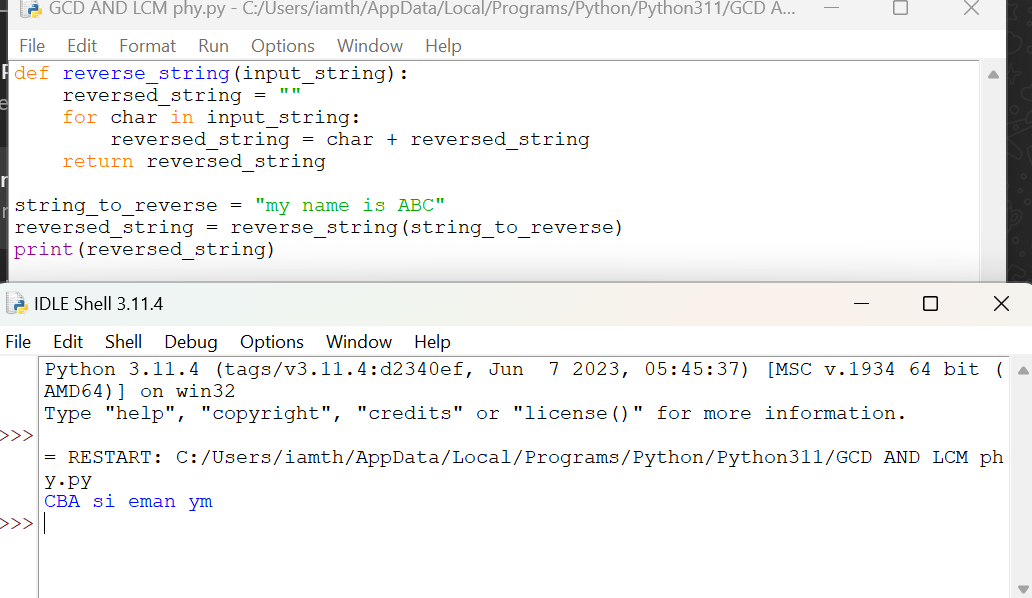 GCD AND LCM phy.py - C:/Users/iamth/AppData/Local/Programs/Python/Python311/GCD A...
File Edit Format Run Options Window Help
def reverse_string(input_string):
    reversed_string = ""
    for char in input_string:
        reversed_string = char + reversed_string
    return reversed_string
string_to_reverse = "my name is ABC"
reversed_string = reverse_string(string_to_reverse)
print(reversed_string)
IDLE Shell 3.11.4
File Edit Shell Debug Options Window Help
Python 3.11.4 (tags/v3.11.4:d2340ef, Jun  7 2023, 05:45:37) [MSC v.1934 64 bit (
AMD64)] on win32
Type "help", "copyright", "credits" or "license()" for more information.
>>>
= RESTART: C:/Users/iamth/AppData/Local/Programs/Python/Python311/GCD AND LCM ph
y.py
CBA si eman ym
>>>